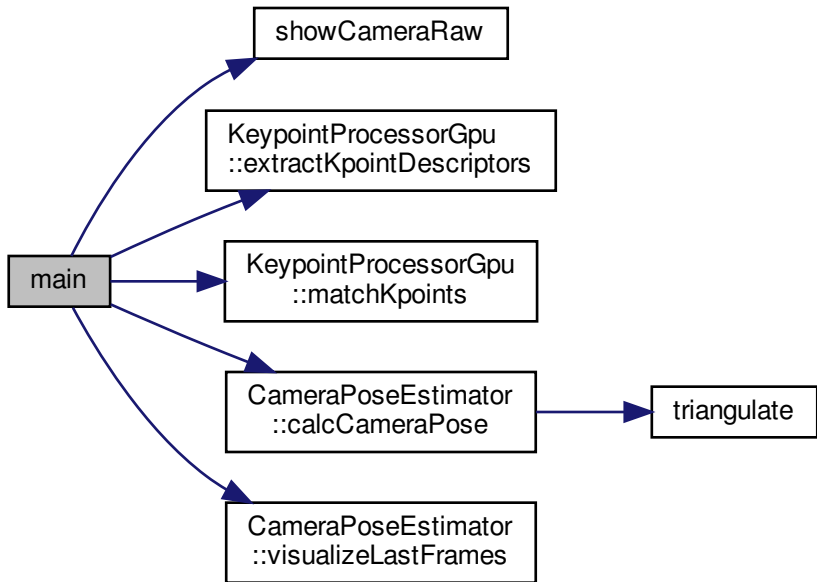 showCameraRaw
KeypointProcessorGpu
::extractKpointDescriptors
main
KeypointProcessorGpu
::matchKpoints
CameraPoseEstimator
::calcCameraPose
triangulate
CameraPoseEstimator
::visualizeLastFrames